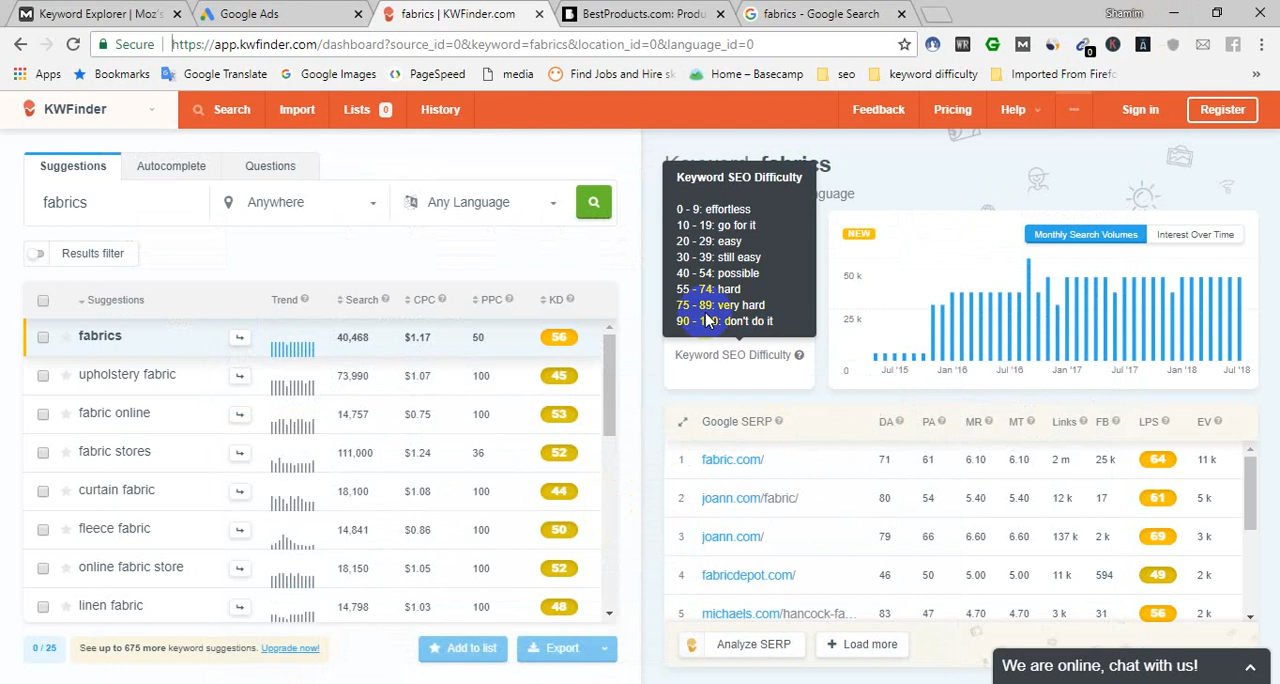 Keyword Explorer | Moz's
Google Ads
fabrics | KWFinder.com
BestProducts.com: Produ
fabrics - Google Search
Shamim
Secure
https://app.kwfinder.com/dashboard?source_id=0&keyword=fabrics&location_id=0&language_id=0
Apps
Bookmarks
Google Translate
Google Images
PageSpeed
media
Find Jobs and Hire sk
Home – Basecamp
seo
keyword difficulty
Imported From Firefo
KWFinder
Search
Import
Lists 0
History
Feedback
Pricing
Help
Sign in
Register
Suggestions
Autocomplete
Questions
fabrics
Anywhere
Any Language
Results filter
Suggestions Trend Search CPC PPC KD
fabrics 40,468 $1.17 50 56
upholstery fabric 73,990 $1.07 100 45
fabric online 14,757 $0.75 100 53
fabric stores 111,000 $1.24 36 52
curtain fabric 18,100 $1.08 100 44
fleece fabric 14,841 $0.86 100 50
online fabric store 18,150 $1.05 100 52
linen fabric 14,798 $1.03 100 48
0 / 25
See up to 675 more keyword suggestions. Upgrade now!
Add to list
Export
fabrics
Keyword SEO Difficulty
0 - 9: effortless
10 - 19: go for it
20 - 29: easy
30 - 39: still easy
40 - 54: possible
55 - 74: hard
75 - 89: very hard
don't do it
Keyword SEO Difficulty
NEW
Monthly Search Volumes
Interest Over Time
50 k
25 k
0
Jul '15 Jan '16 Jul '16 Jan '17 Jul '17 Jan '18 Jul '18
Google SERP DA PA MR MT Links FB LPS EV
1 fabric.com/ 71 61 6.10 6.10 2 m 25 k 64 11 k
2 joann.com/fabric/ 80 54 5.40 5.40 12 k 17 61 5 k
3 joann.com/ 79 66 6.60 6.60 137 k 2 k 69 3 k
4 fabricdepot.com/ 46 50 5.00 5.00 11 k 594 49 2 k
5 michaels.com/hancock-fa... 83 47 4.70 4.70 3 k 31 56 2 k
Analyze SERP
+ Load more
We are online, chat with us!